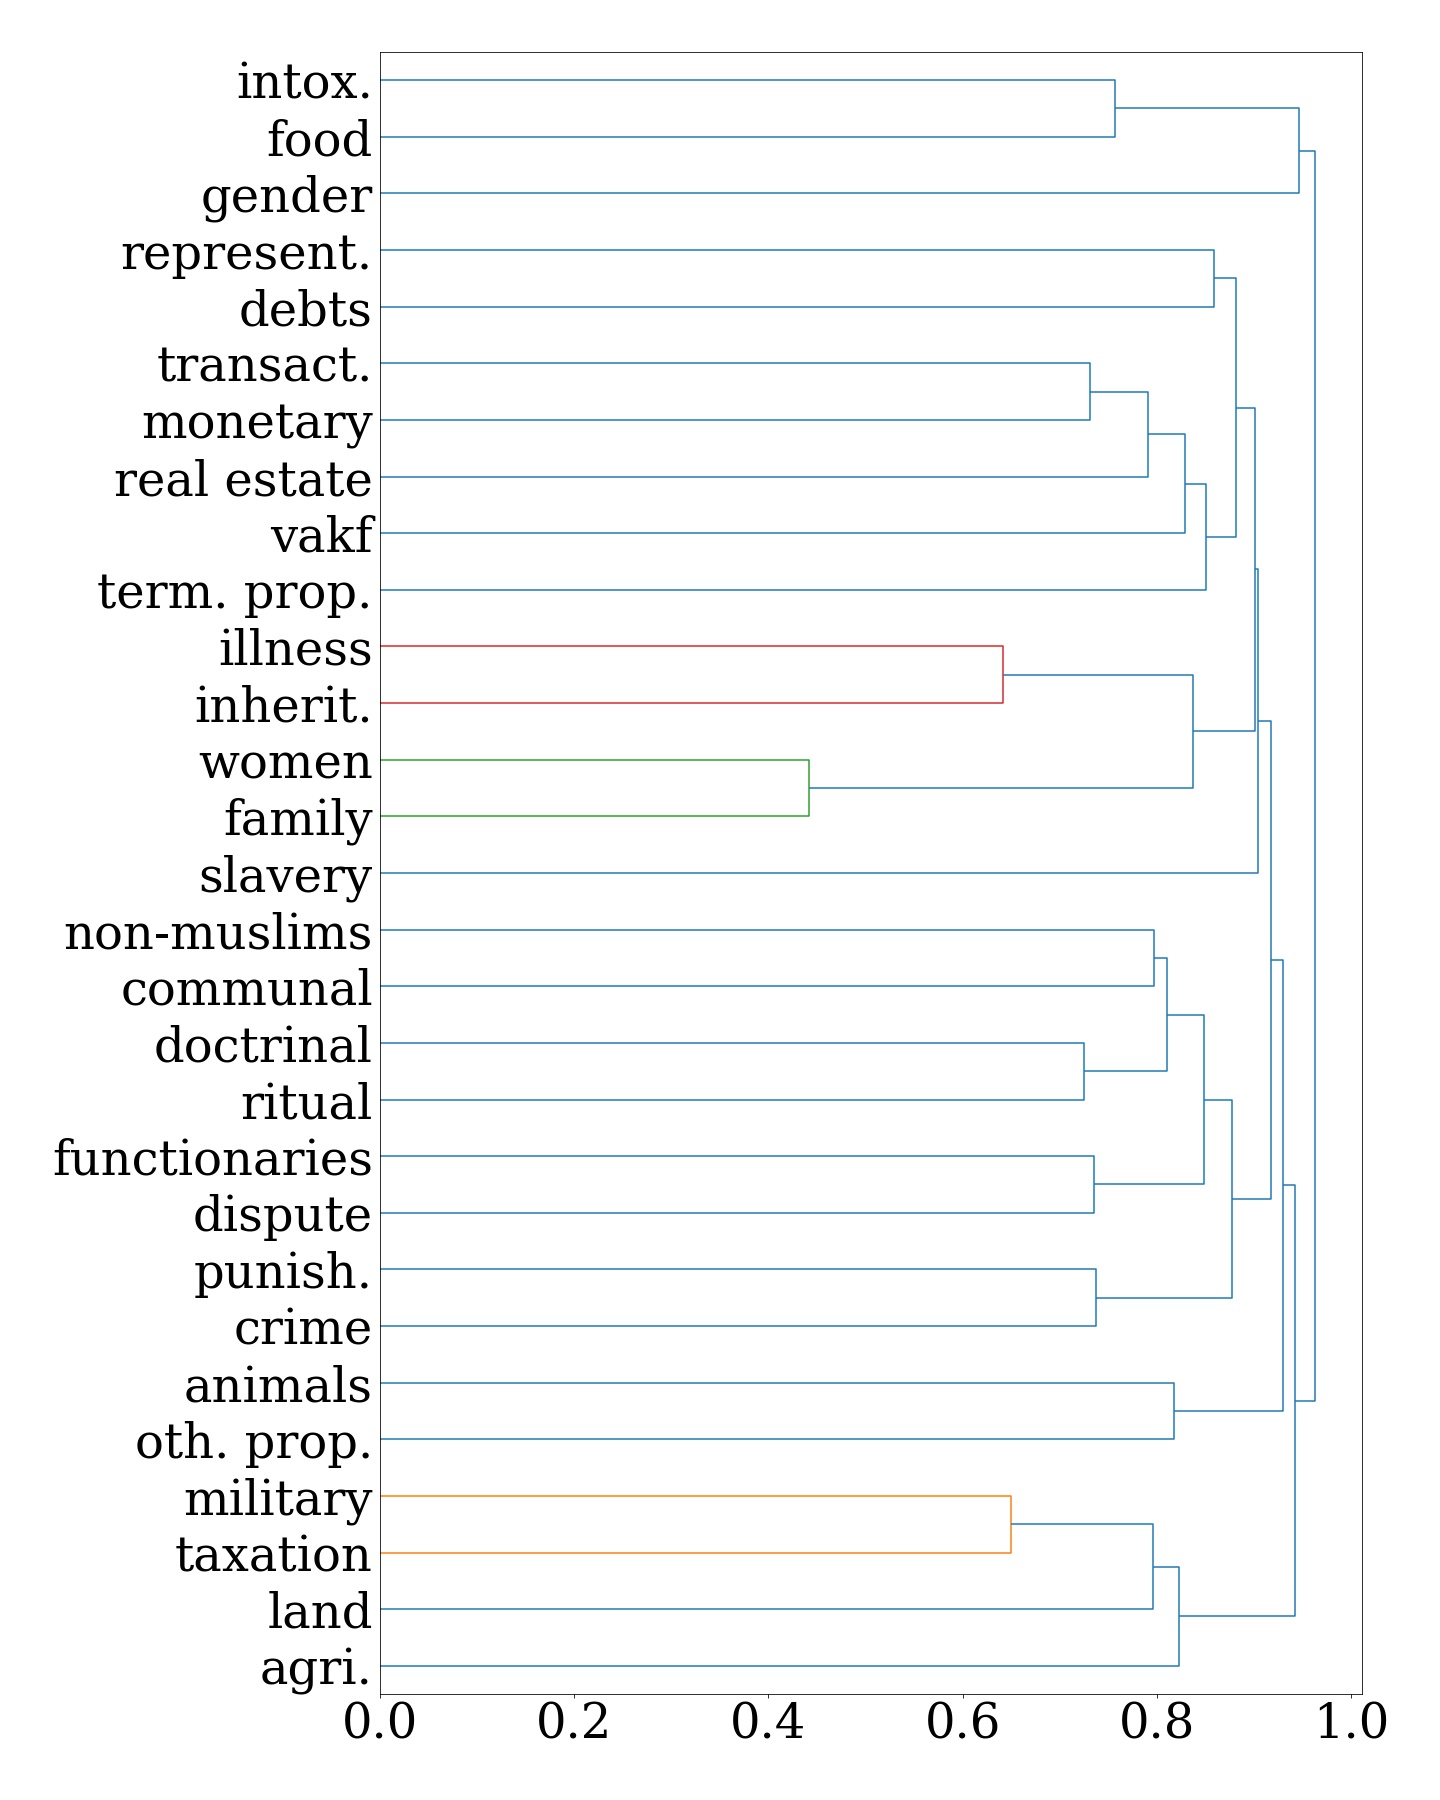 intox.
food
gender
represent.
debts
transact.
monetary
real estate
vakf
term. prop.
illness
inherit.
women
family
slavery
non-muslims
communal
doctrinal
ritual
functionaries
dispute
punish.
crime
animals
oth. prop.
military
taxation
land
agri.
0.0 0.2 0.4 0.6 0.8 1.0